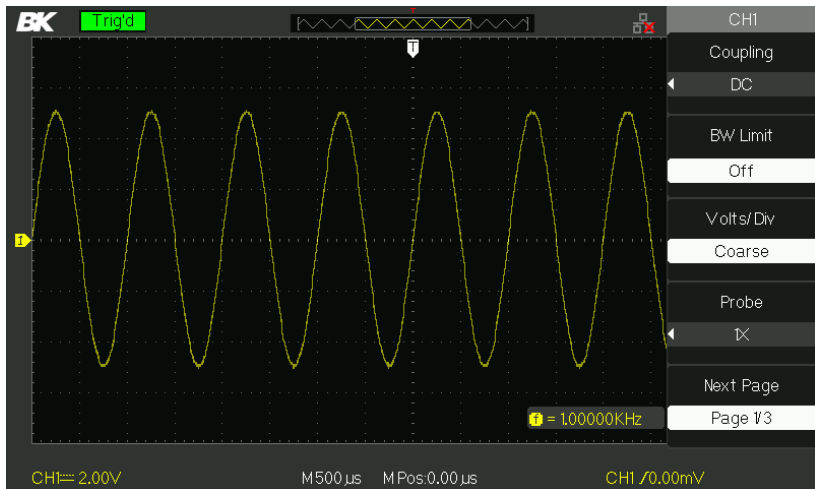 BK Trig'd
T
CH1
Coupling
DC
BW Limit
Off
Volts/Div
Coarse
Probe
1X
Next Page
Page 1/3
f = 1.00000KHz
CH1 2.00V M 500μs M Pos:0.00μs CH1 0.00mV